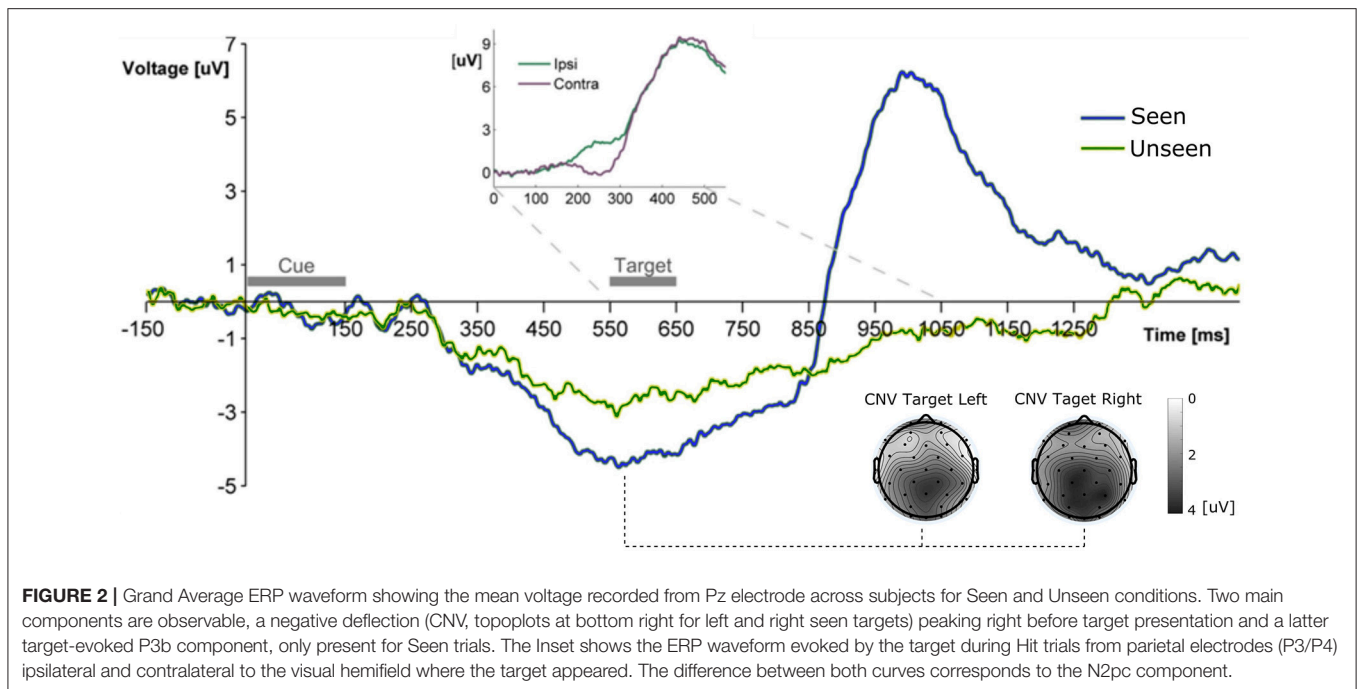 7
Voltage [uV]
5
3
1
-1
-3
-5
[uV]
9
6
3
0
Ipsi
Contra
0 100 200 300 400 500
Seen
Unseen
Cue
Target
-150 150 250 350 450 550 650 750 850 950 1050 1150 1250
Time [ms]
CNV Target Left
CNV Taget Right
0
2
4 [uV]
FIGURE 2 | Grand Average ERP waveform showing the mean voltage recorded from Pz electrode across subjects for Seen and Unseen conditions. Two main
components are observable, a negative deflection (CNV, topoplots at bottom right for left and right seen targets) peaking right before target presentation and a latter
target-evoked P3b component, only present for Seen trials. The Inset shows the ERP waveform evoked by the target during Hit trials from parietal electrodes (P3/P4)
ipsilateral and contralateral to the visual hemifield where the target appeared. The difference between both curves corresponds to the N2pc component.